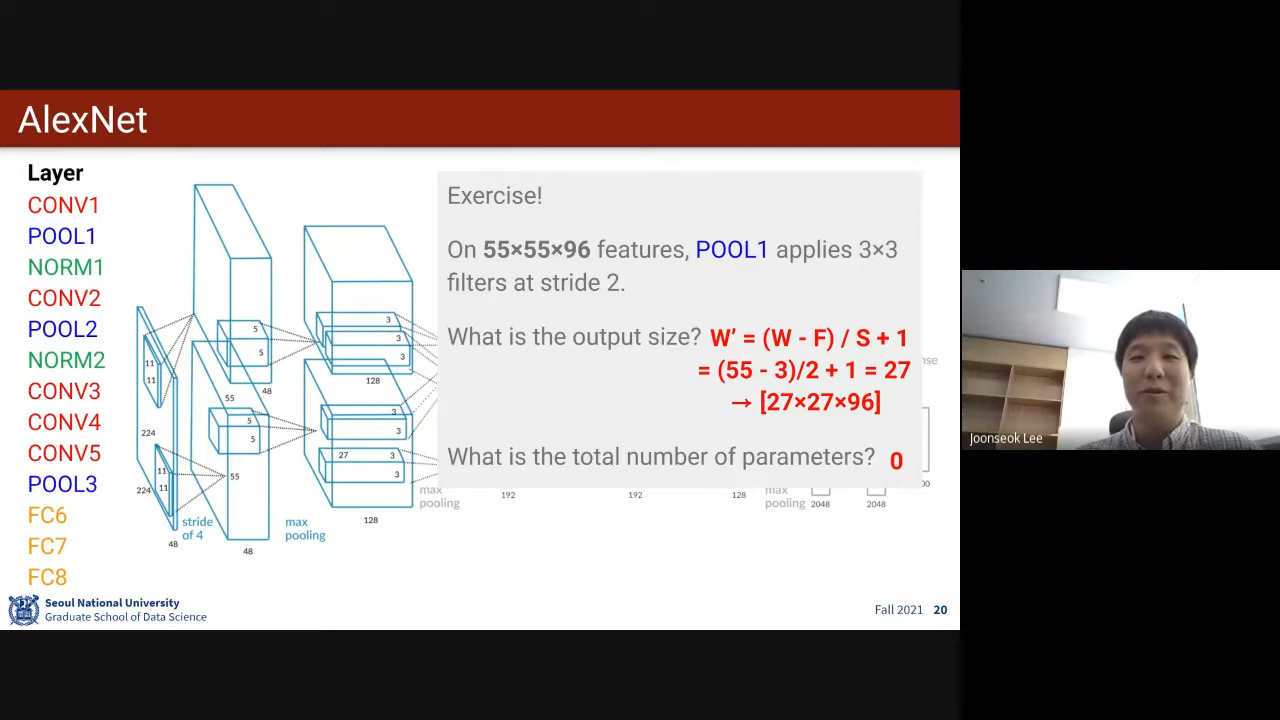 AlexNet
Layer
CONV1
POOL1
NORM1
CONV2
POOL2
NORM2
CONV3
CONV4
CONV5
POOL3
FC6
FC7
FC8
11
11
224
11
11
224
48
stride
of 4
5
5
48
55
5
5
55
48
max
pooling
3
3
3
128
3
3
27
3
3
128
max
pooling
192
192
128
max
pooling
2048
2048
Exercise!
On 55×55×96 features, POOL1 applies 3×3
filters at stride 2.
What is the output size? W’ = (W - F) / S + 1
= (55 - 3)/2 + 1 = 27
→ [27×27×96]
What is the total number of parameters? 0
Seoul National University
Graduate School of Data Science
Fall 2021 20
Joonseok Lee